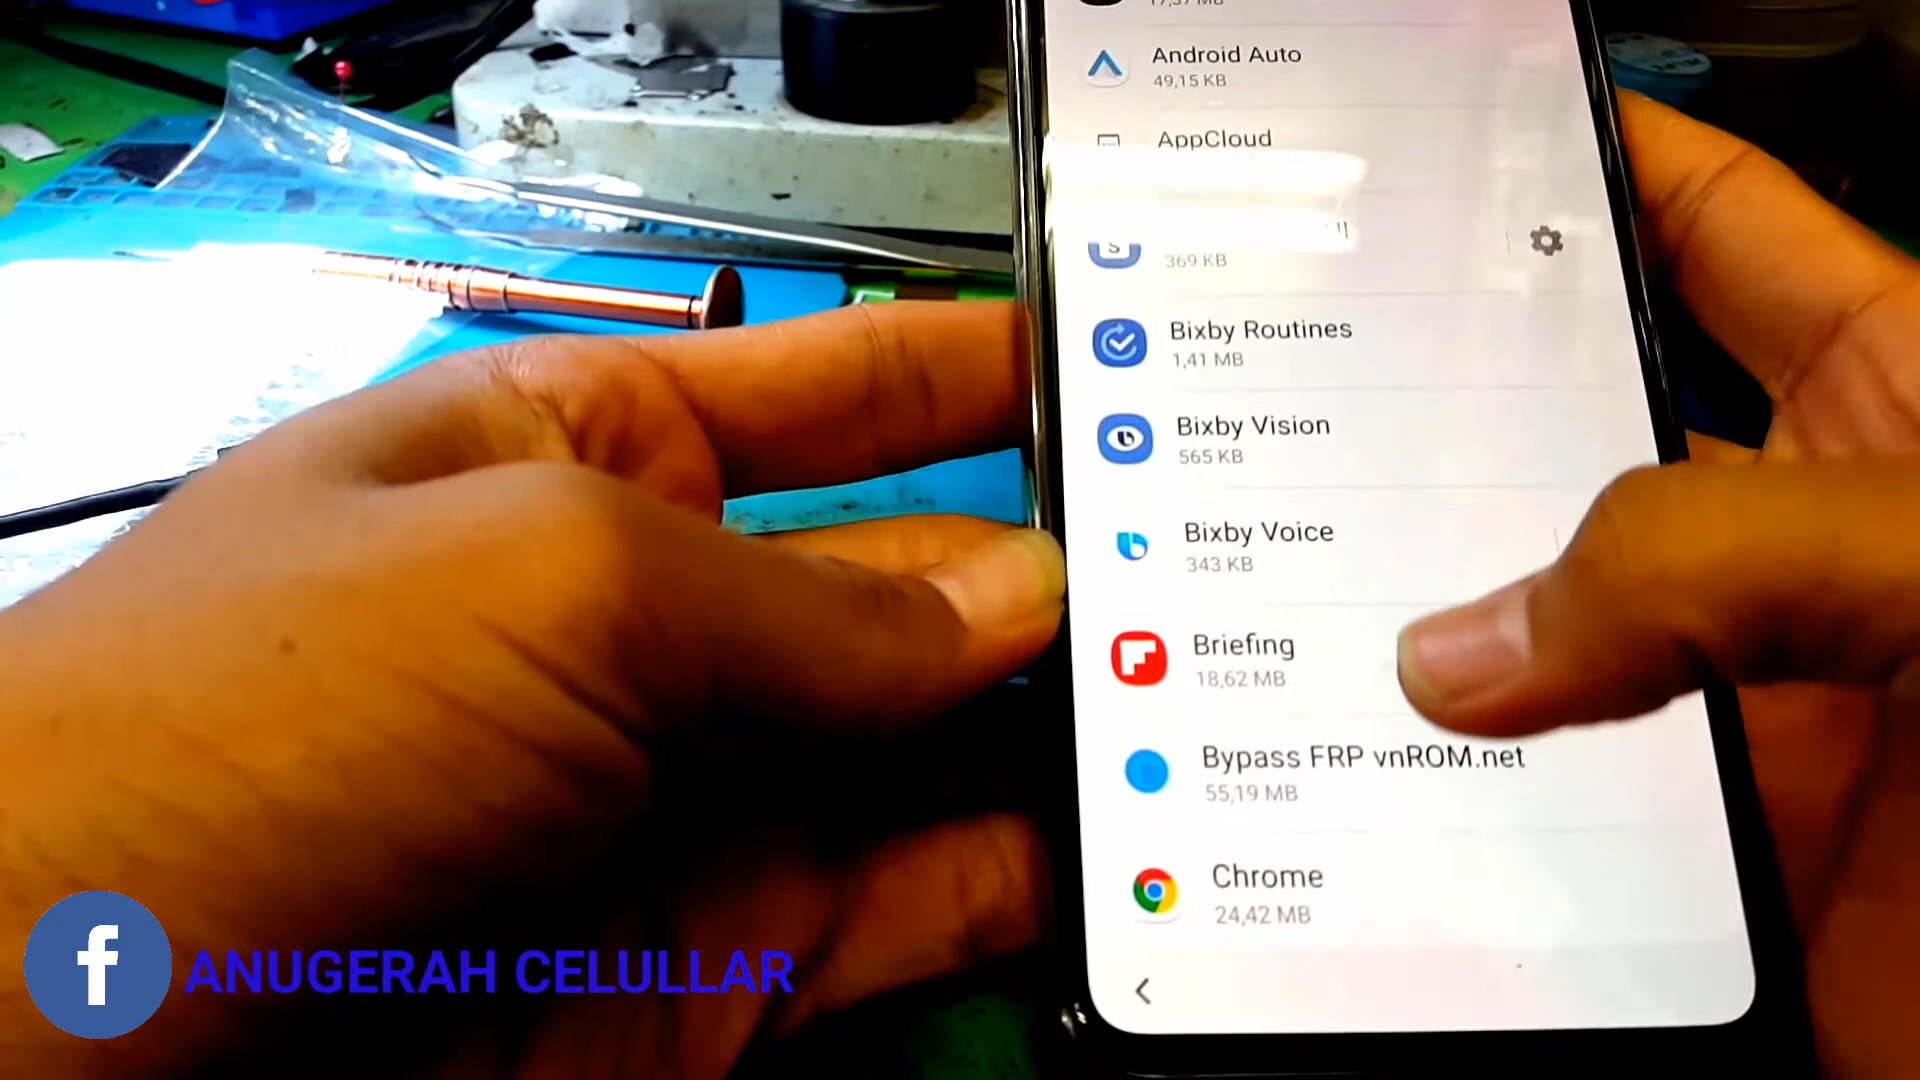 Android Auto
49,15 KB
AppCloud
369 KB
Bixby Routines
1,41 MB
Bixby Vision
565 KB
Bixby Voice
343 KB
Briefing
18,62 MB
Bypass FRP vnROM.net
55,19 MB
Chrome
24,42 MB
f ANUGERAH CELULLAR